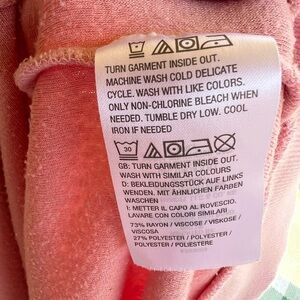 TURN GARMENT INSIDE OUT.
MACHINE WASH COLD DELICATE
CYCLE. WASH WITH LIKE COLORS.
ONLY NON-CHLORINE BLEACH WHEN
NEEDED. TUMBLE DRY LOW. COOL
IRON IF NEEDED
30
GB: TURN GARMENT INSIDE OUT.
WASH WITH SIMILAR COLOURS
D: BEKLEIDUNGSSTÜCK AUF LINKS
WENDEN. MIT ÄHNLICHEN FARBEN
WASCHEN
I: METTER IL CAPO AL ROVESCIO.
LAVARE CON COLORI SIMILAR
73% RAYON / VISCOSE / VISKOSE /
VISCOSA
27% POLYESTER / POLYESTER /
POLYESTER / POLIESTERE